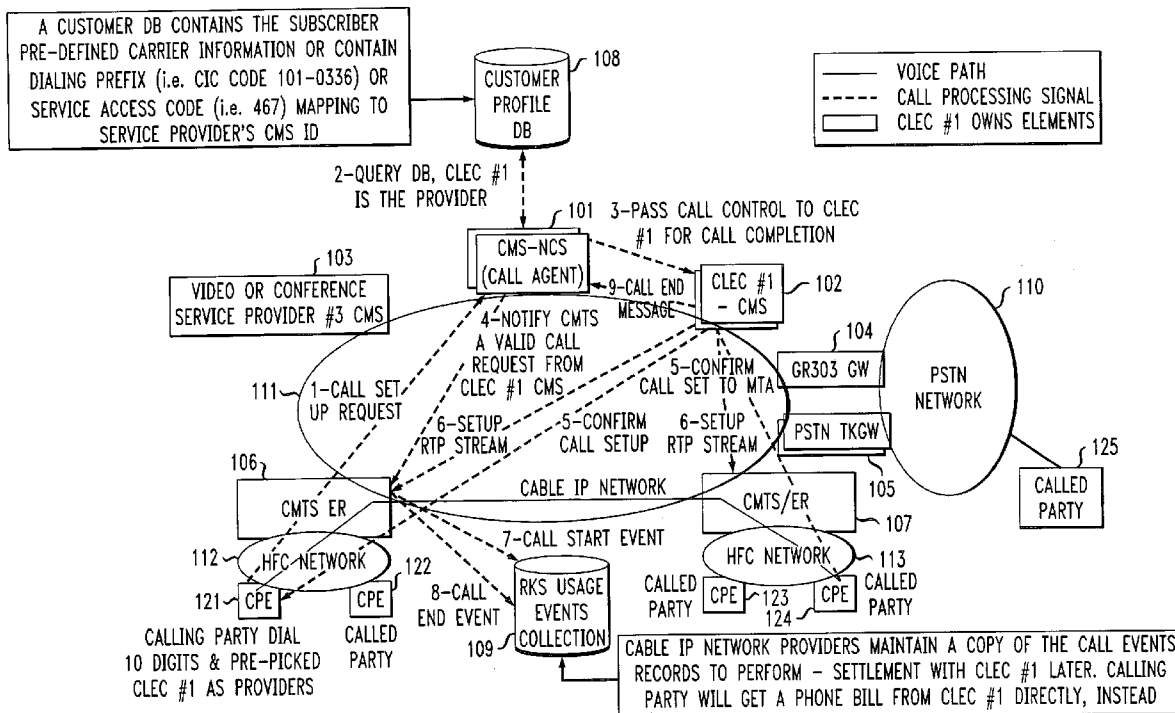 A CUSTOMER DB CONTAINS THE SUBSCRIBER
PRE-DEFINED CARRIER INFORMATION OR CONTAIN
DIALING PREFIX (i.e. CIC CODE 101-0336) OR
SERVICE ACCESS CODE (i.e. 467) MAPPING TO
SERVICE PROVIDER'S CMS ID
108
CUSTOMER
PROFILE
DB
VOICE PATH
CALL PROCESSING SIGNAL
CLEC #1 OWNS ELEMENTS
2-QUERY DB, CLEC #1
IS THE PROVIDER
101
3-PASS CALL CONTROL TO CLEC
#1 FOR CALL COMPLETION
CMS-NCS
(CALL AGENT)
103
VIDEO OR CONFERENCE
SERVICE PROVIDER #3 CMS
9-CALL END
MESSAGE
CLEC #1
- CMS
102
110
4-NOTIFY CMTS
A VALID CALL
REQUEST FROM
CLEC #1 CMS
104
GR303 GW
PSTN
NETWORK
111
1-CALL SET
UP REQUEST
5-CONFIRM
CALL SET TO MTA
6-SETUP
RTP STREAM
5-CONFIRM
CALL SETUP
6-SETUP
RTP STREAM
PSTN TKGW
105
106
CMTS ER
CABLE IP NETWORK
CMTS/ER
107
125
CALLED
PARTY
112
HFC NETWORK
122
7-CALL START EVENT
HFC NETWORK
113
121
CPE
CPE
8-CALL
END EVENT
RKS USAGE
EVENTS
COLLECTION
109
CALLED
PARTY
CPE
123
CPE
124
CALLED
PARTY
CALLING PARTY DIAL
10 DIGITS & PRE-PICKED
CLEC #1 AS PROVIDERS
CALLED
PARTY
CABLE IP NETWORK PROVIDERS MAINTAIN A COPY OF THE CALL EVENTS
RECORDS TO PERFORM - SETTLEMENT WITH CLEC #1 LATER. CALLING
PARTY WILL GET A PHONE BILL FROM CLEC #1 DIRECTLY, INSTEAD